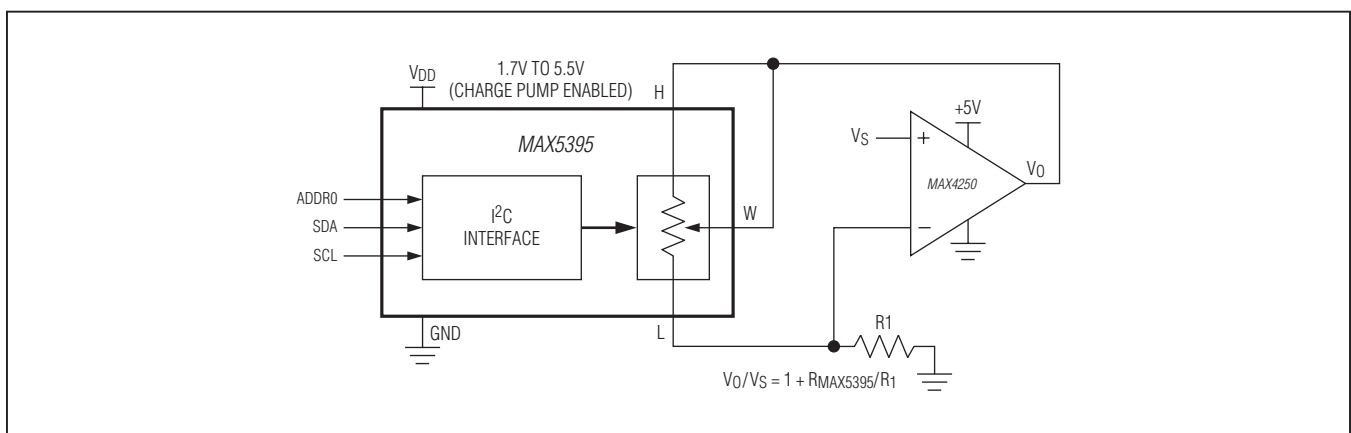 VDD
1.7V TO 5.5V
(CHARGE PUMP ENABLED)
H
MAX5395
+5V
VS
+
MAX4250
VO
ADDR0
SDA
SCL
I2C
INTERFACE
W
−
GND
L
R1
VO/VS = 1 + RMAX5395/R1